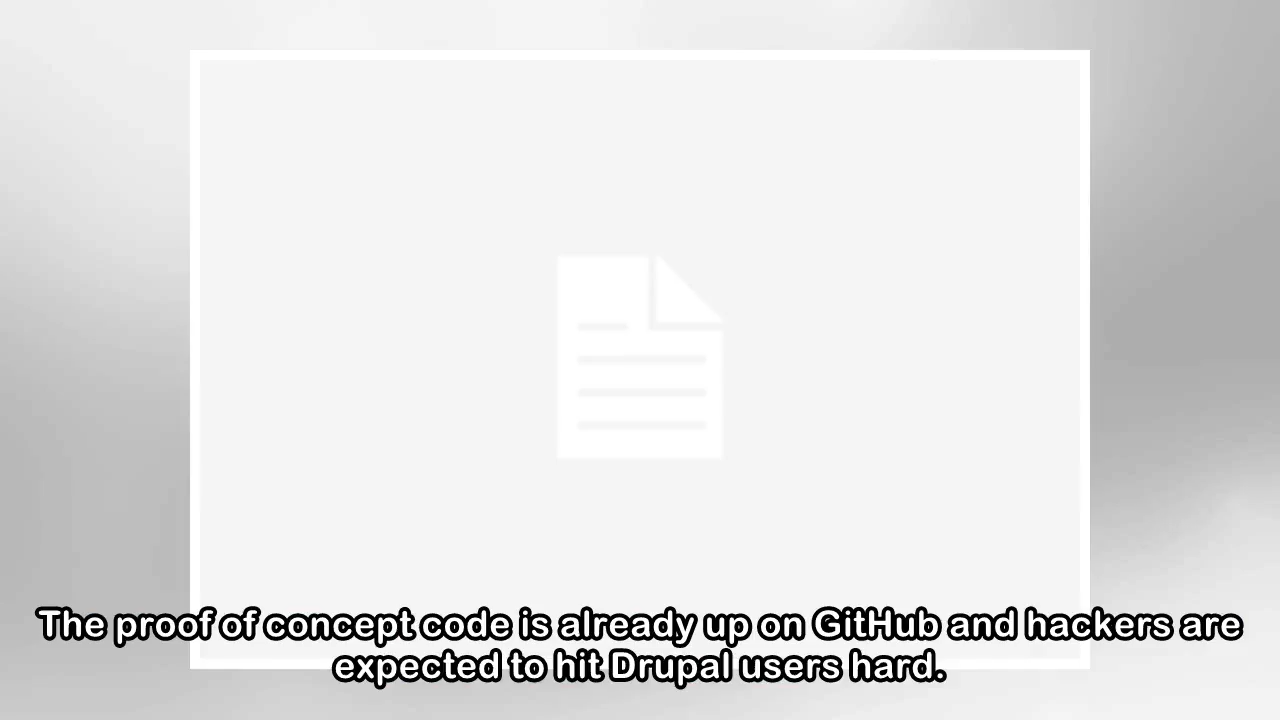 The proof of concept code is already up on GitHub and hackers are
expected to hit Drupal users hard.